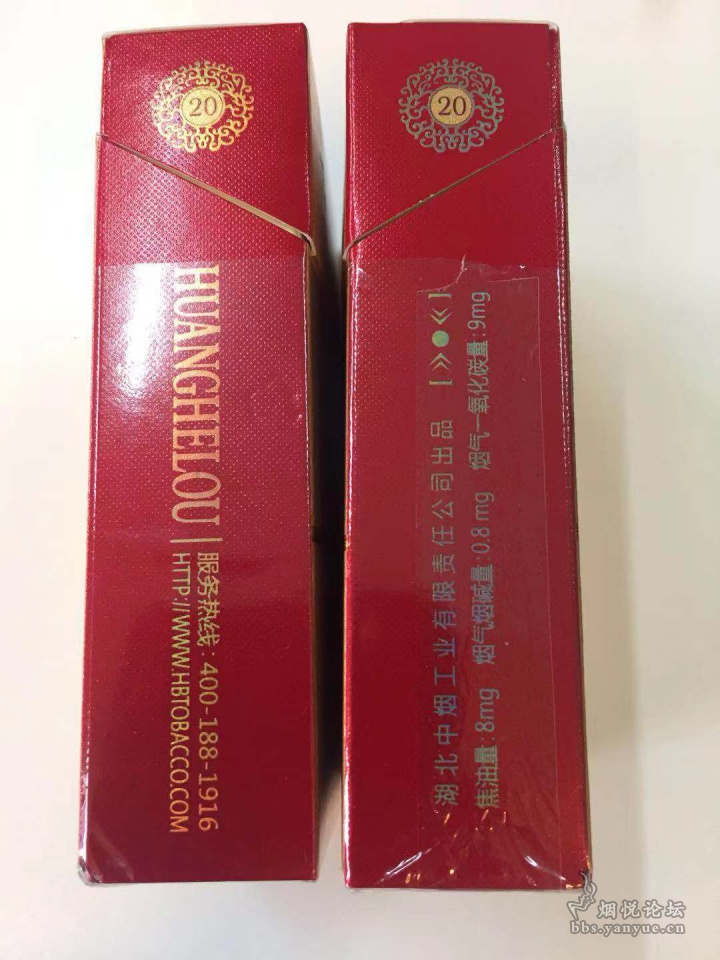 20
HUANGHELOU
服务热线：400-188-1916
HTTP://WWW.HBTOBACCO.COM
20
湖北中烟工业有限责任公司出品 【»●«】
焦油量:8mg 烟气烟碱量:0.8mg 烟气一氧化碳量:9mg
烟悦论坛
bbs.yanyue.cn